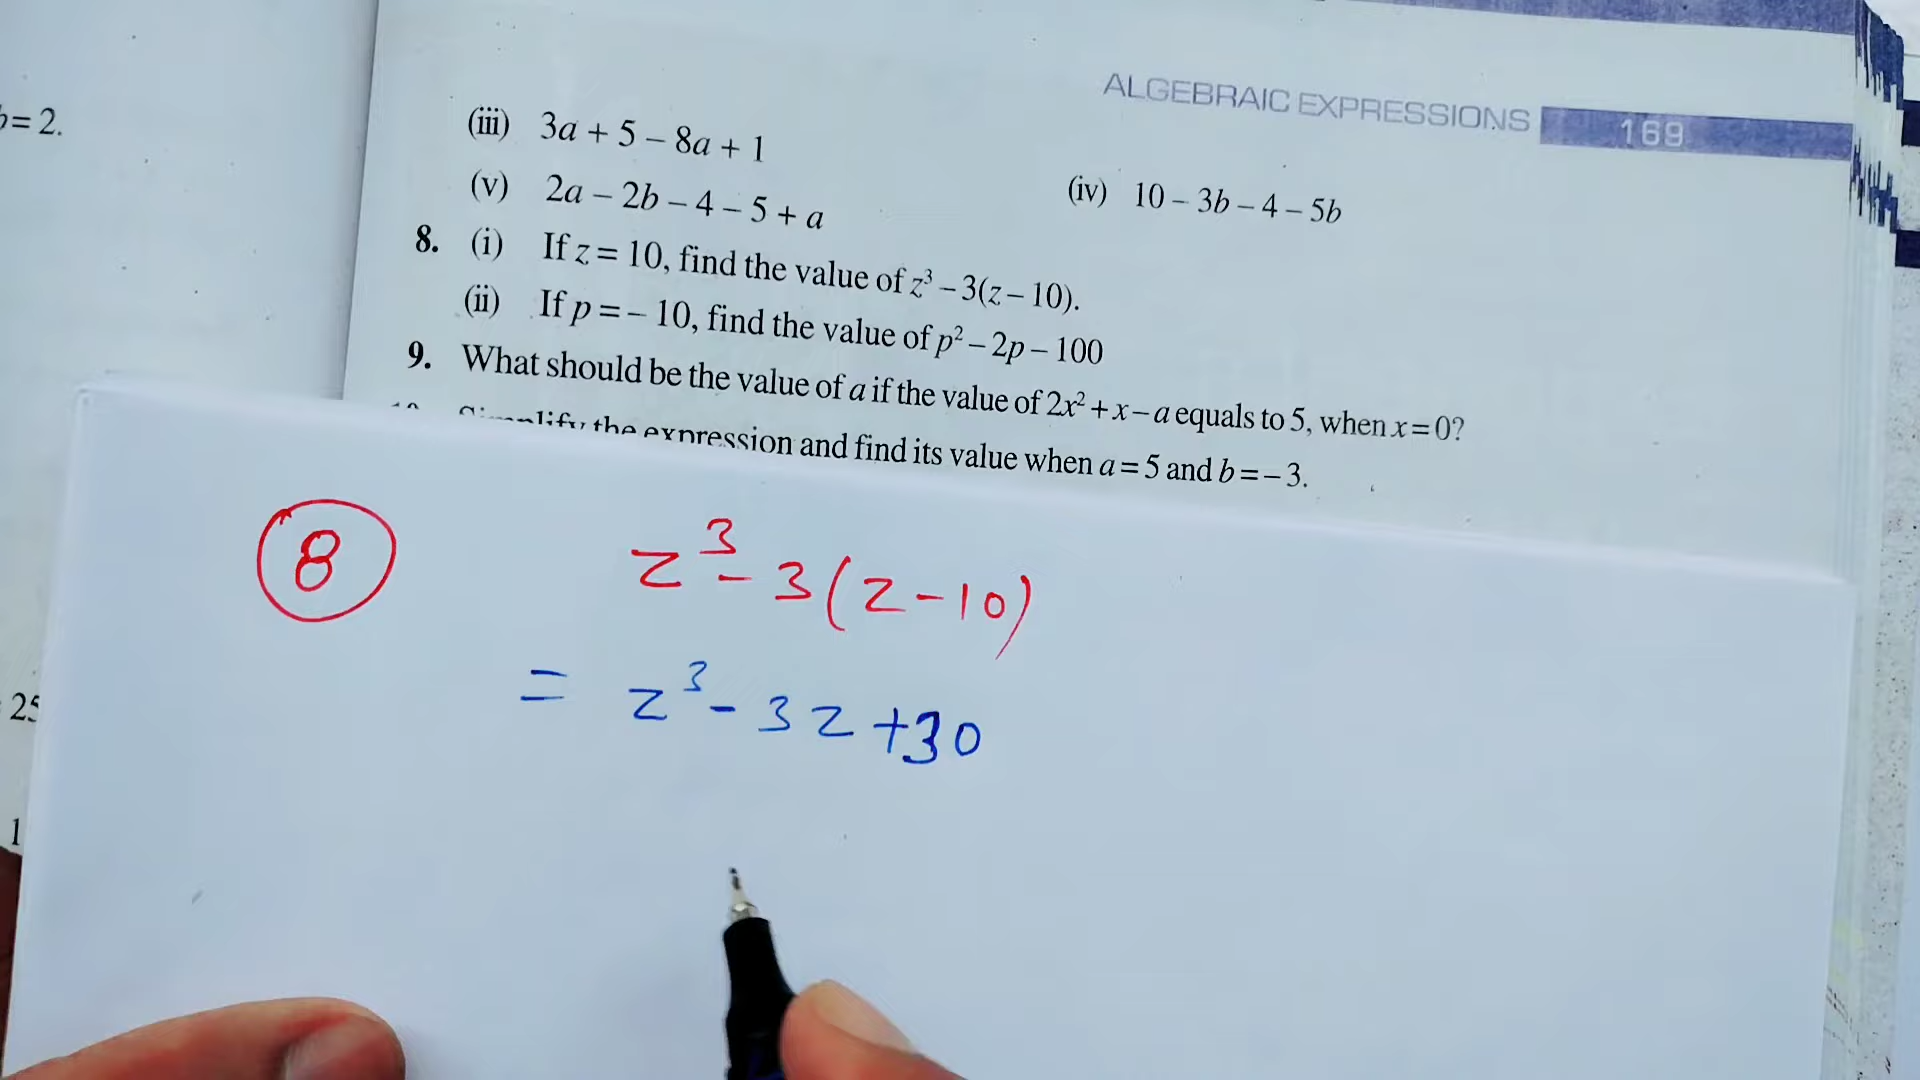 b = 2.
ALGEBRAIC EXPRESSIONS 169
(iii) 3a + 5 – 8a + 1
(iv) 10 – 3b – 4 – 5b
(v) 2a – 2b – 4 – 5 + a
8. (i) If z = 10, find the value of z³ – 3(z – 10).
(ii) If p = – 10, find the value of p² – 2p – 100
9. What should be the value of a if the value of 2x² + x – a equals to 5, when x = 0?
Simplify the expression and find its value when a = 5 and b = – 3.
8 z³ - 3(z - 10)
= z³ - 3z + 30
25
1